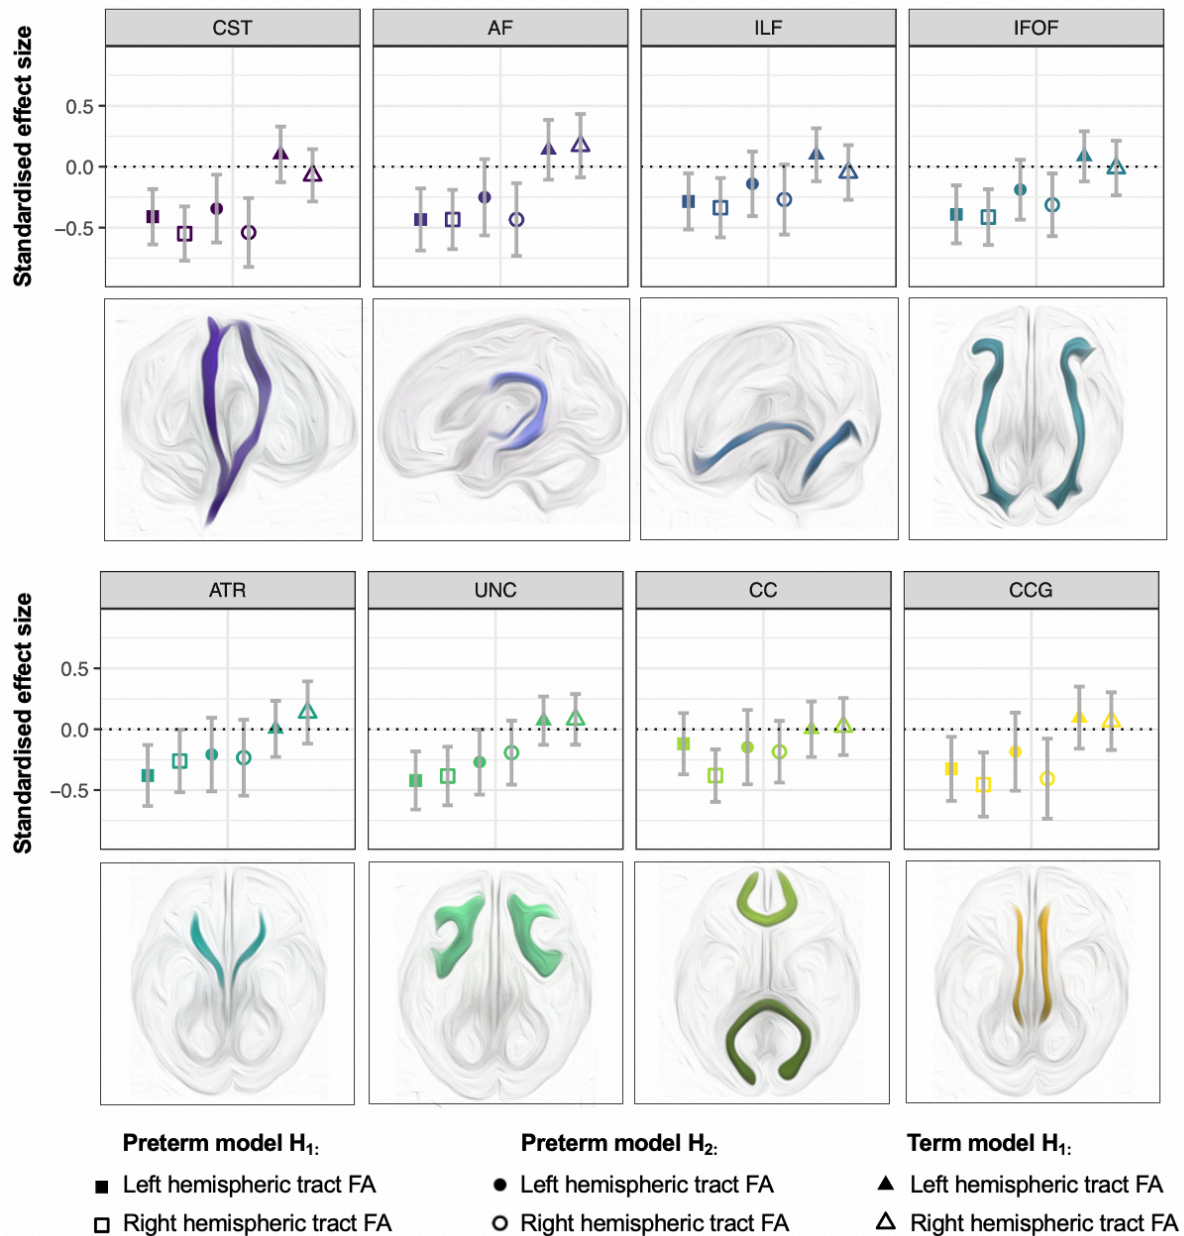 CST AF ILF IFOF
Standardised effect size
0.5
0.0
−0.5
ATR UNC CC CCG
Standardised effect size
0.5
0.0
−0.5
Preterm model H1: Preterm model H2: Term model H1:
Left hemispheric tract FA Left hemispheric tract FA Left hemispheric tract FA
Right hemispheric tract FA Right hemispheric tract FA Right hemispheric tract FA